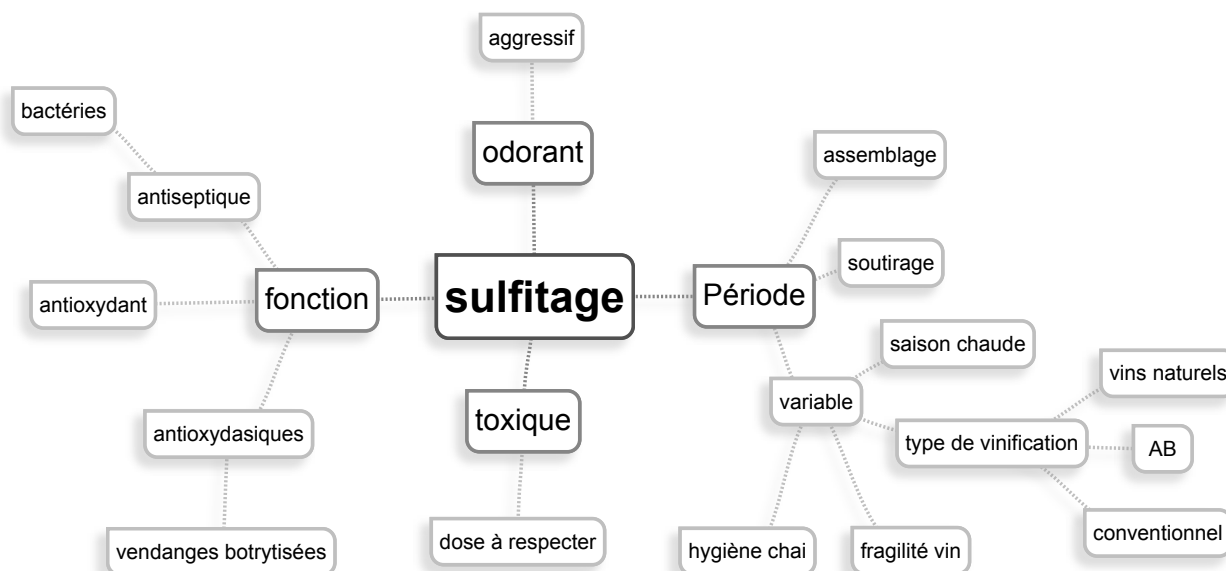 aggressif
bactéries
odorant
assemblage
antiseptique
soutirage
fonction
sulfitage
Période
antioxydant
saison chaude
vins naturels
variable
toxique
antioxydasiques
type de vinification
AB
conventionnel
dose à respecter
vendanges botrytisées
hygiène chai
fragilité vin